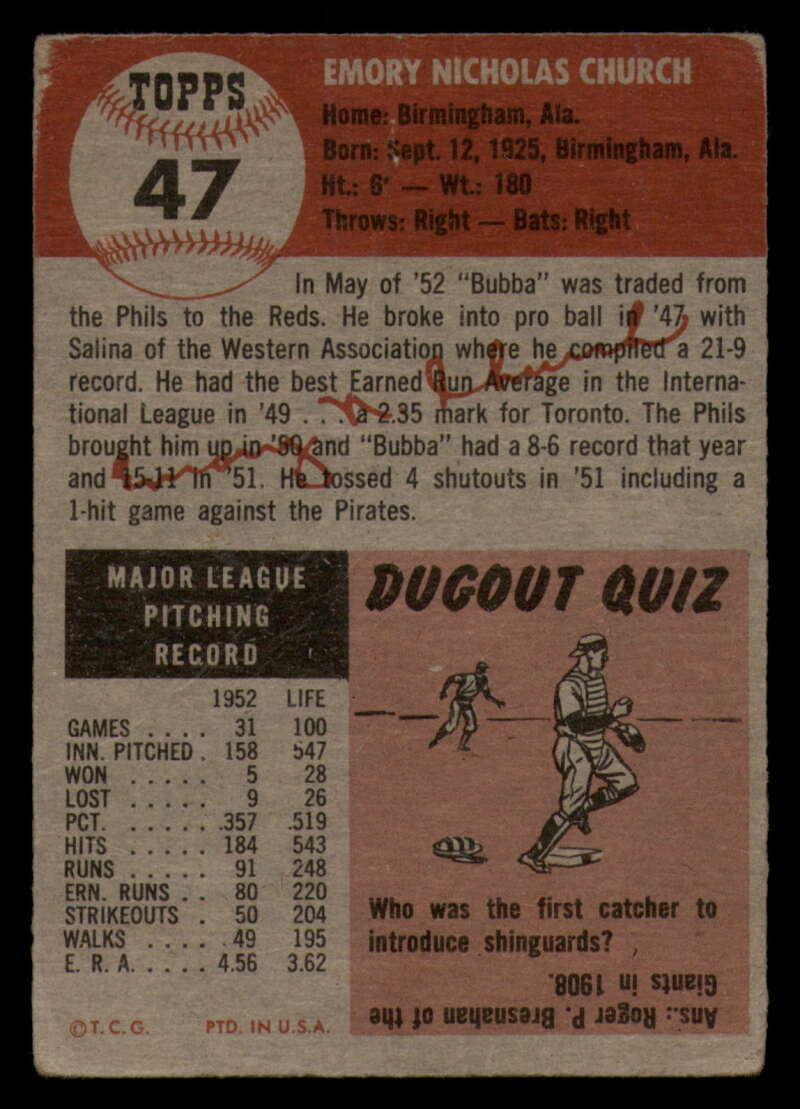 TOPPS
47
EMORY NICHOLAS CHURCH
Home: Birmingham, Ala.
Born: Sept. 12, 1925, Birmingham, Ala.
Ht.: 6' — Wt.: 180
Throws: Right — Bats: Right
In May of '52 "Bubba" was traded from
the Phils to the Reds. He broke into pro ball in '47 with
Salina of the Western Association where he compiled a 21-9
record. He had the best Earned Run Average in the Interna-
tional League in '49 . . . a 2.35 mark for Toronto. The Phils
brought him up in '50 and "Bubba" had a 8-6 record that year
and 15-11 in '51. He tossed 4 shutouts in '51 including a
1-hit game against the Pirates.
MAJOR LEAGUE
PITCHING
RECORD
1952 LIFE
GAMES . . . . 31 100
INN. PITCHED . 158 547
WON . . . . . 5 28
LOST . . . . . 9 26
PCT. . . . . . .357 .519
HITS . . . . . 184 543
RUNS . . . . . 91 248
ERN. RUNS . . 80 220
STRIKEOUTS . 50 204
WALKS . . . . 49 195
E. R. A. . . . . 4.56 3.62
©T.C.G. PTD. IN U.S.A.
DUGOUT QUIZ
Who was the first catcher to
introduce shinguards?
Ans.: Roger P. Bresnahan of the
Giants in 1908.